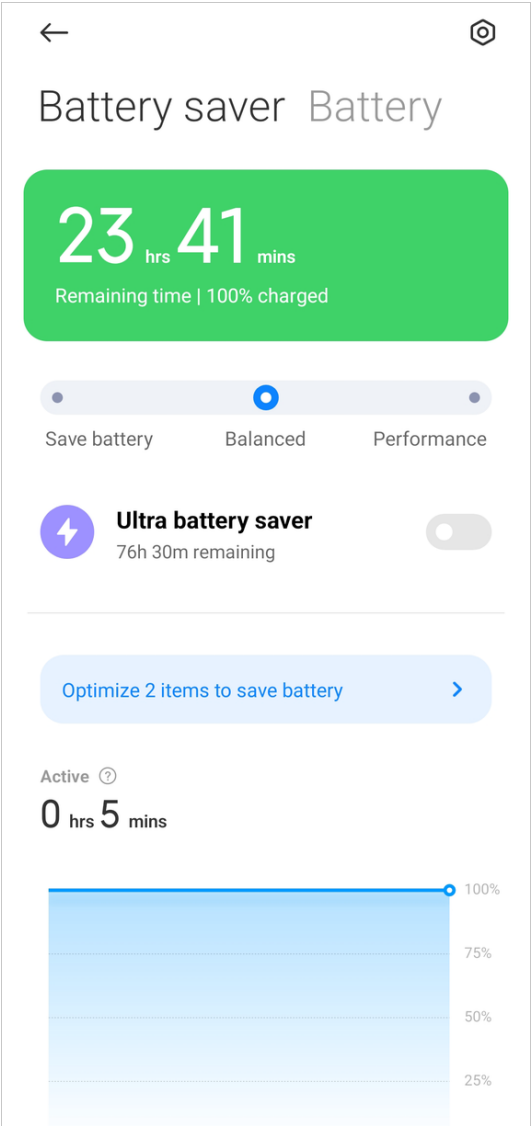 Battery saver Battery
23 hrs 41 mins
Remaining time | 100% charged
Save battery Balanced Performance
Ultra battery saver
76h 30m remaining
Optimize 2 items to save battery
Active ?
0 hrs 5 mins
100%
75%
50%
25%